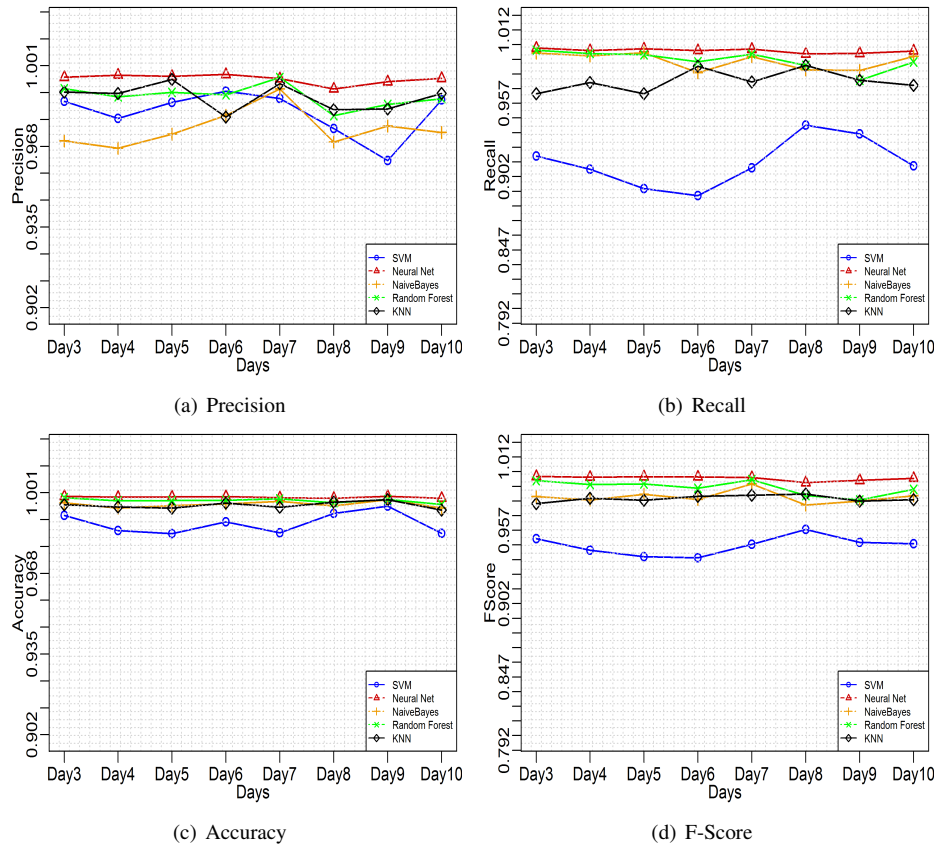 Precision
1.001
0.968
0.935
0.902
SVM
Neural Net
NaiveBayes
Random Forest
KNN
Day3 Day4 Day5 Day6 Day7 Day8 Day9 Day10
Days
(a) Precision
Recall
1.012
0.957
0.902
0.847
0.792
SVM
Neural Net
NaiveBayes
Random Forest
KNN
Day3 Day4 Day5 Day6 Day7 Day8 Day9 Day10
Days
(b) Recall
Accuracy
1.001
0.968
0.935
0.902
SVM
Neural Net
NaiveBayes
Random Forest
KNN
Day3 Day4 Day5 Day6 Day7 Day8 Day9 Day10
Days
(c) Accuracy
FScore
1.012
0.957
0.902
0.847
0.792
SVM
Neural Net
NaiveBayes
Random Forest
KNN
Day3 Day4 Day5 Day6 Day7 Day8 Day9 Day10
Days
(d) F-Score